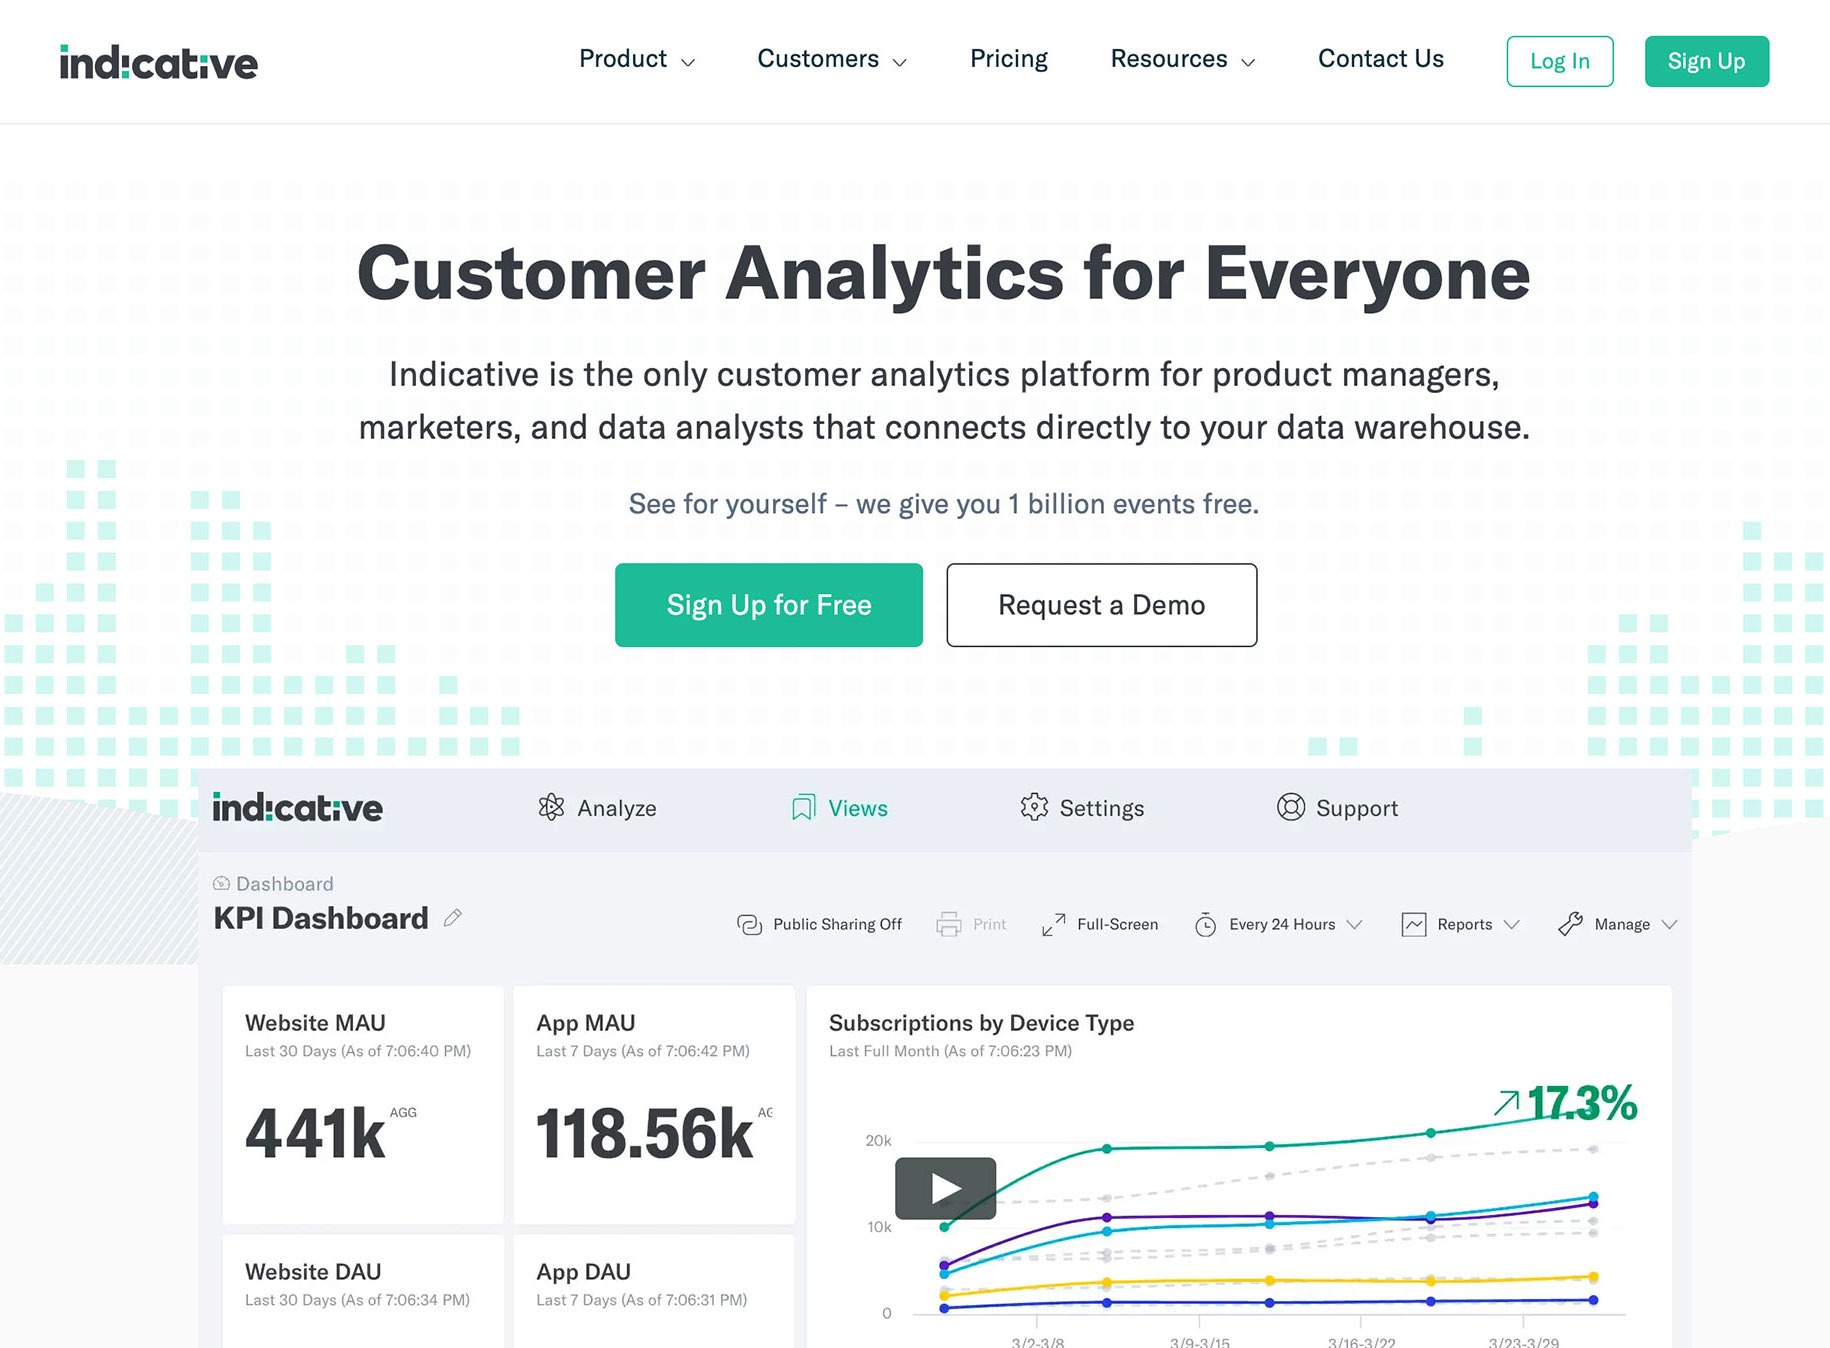 indicative
Product
Customers
Pricing
Resources
Contact Us
Log In
Sign Up
Customer Analytics for Everyone
Indicative is the only customer analytics platform for product managers,
marketers, and data analysts that connects directly to your data warehouse.
See for yourself – we give you 1 billion events free.
Sign Up for Free
Request a Demo
indicative
Analyze
Views
Settings
Support
Dashboard
KPI Dashboard
Public Sharing Off
Print
Full-Screen
Every 24 Hours
Reports
Manage
Website MAU
Last 30 Days (As of 7:06:40 PM)
441k AGG
App MAU
Last 7 Days (As of 7:06:42 PM)
118.56k AG
Subscriptions by Device Type
Last Full Month (As of 7:06:23 PM)
17.3%
20k
10k
0
3/2-3/8
3/9-3/15
3/16-3/22
3/23-3/29
Website DAU
Last 30 Days (As of 7:06:34 PM)
App DAU
Last 7 Days (As of 7:06:31 PM)